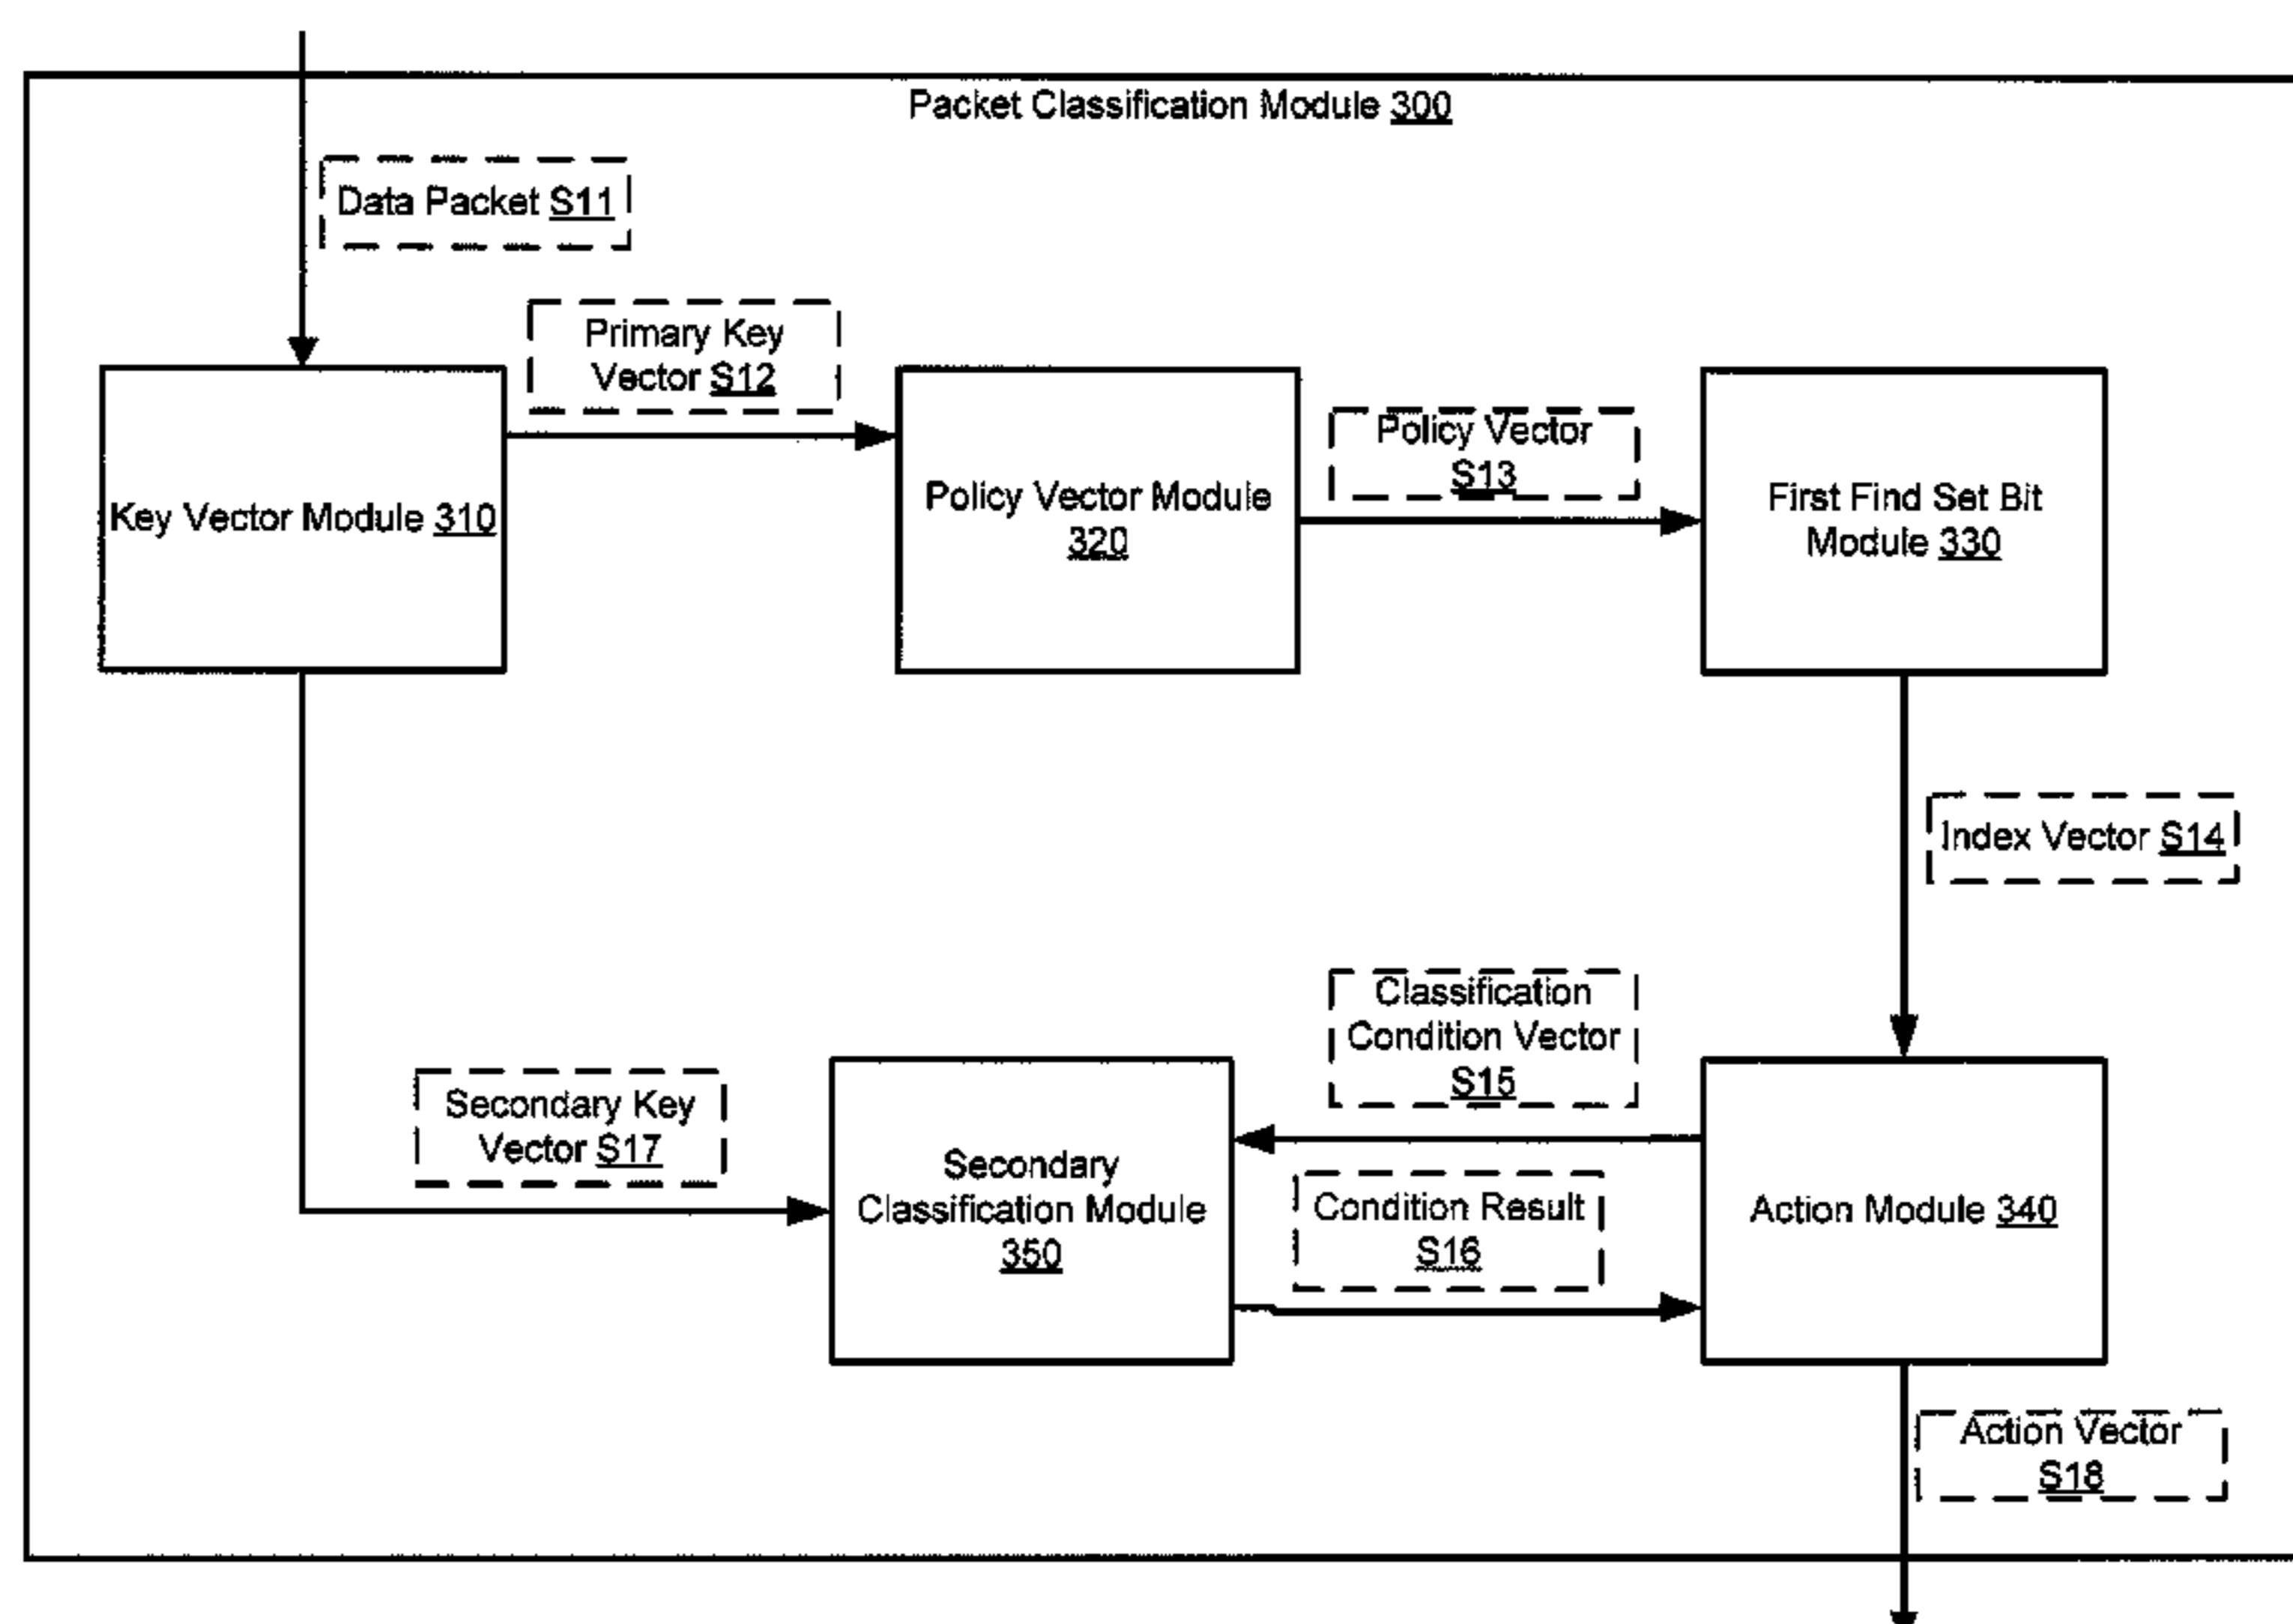 Packet Classification Module 300
Data Packet S11
Primary Key
Vector S12
Key Vector Module 310
Policy Vector Module
320
Policy Vector
S13
First Find Set Bit
Module 330
Index Vector S14
Classification
Condition Vector
S15
Secondary Key
Vector S17
Secondary
Classification Module
350
Condition Result
S16
Action Module 340
Action Vector
S18